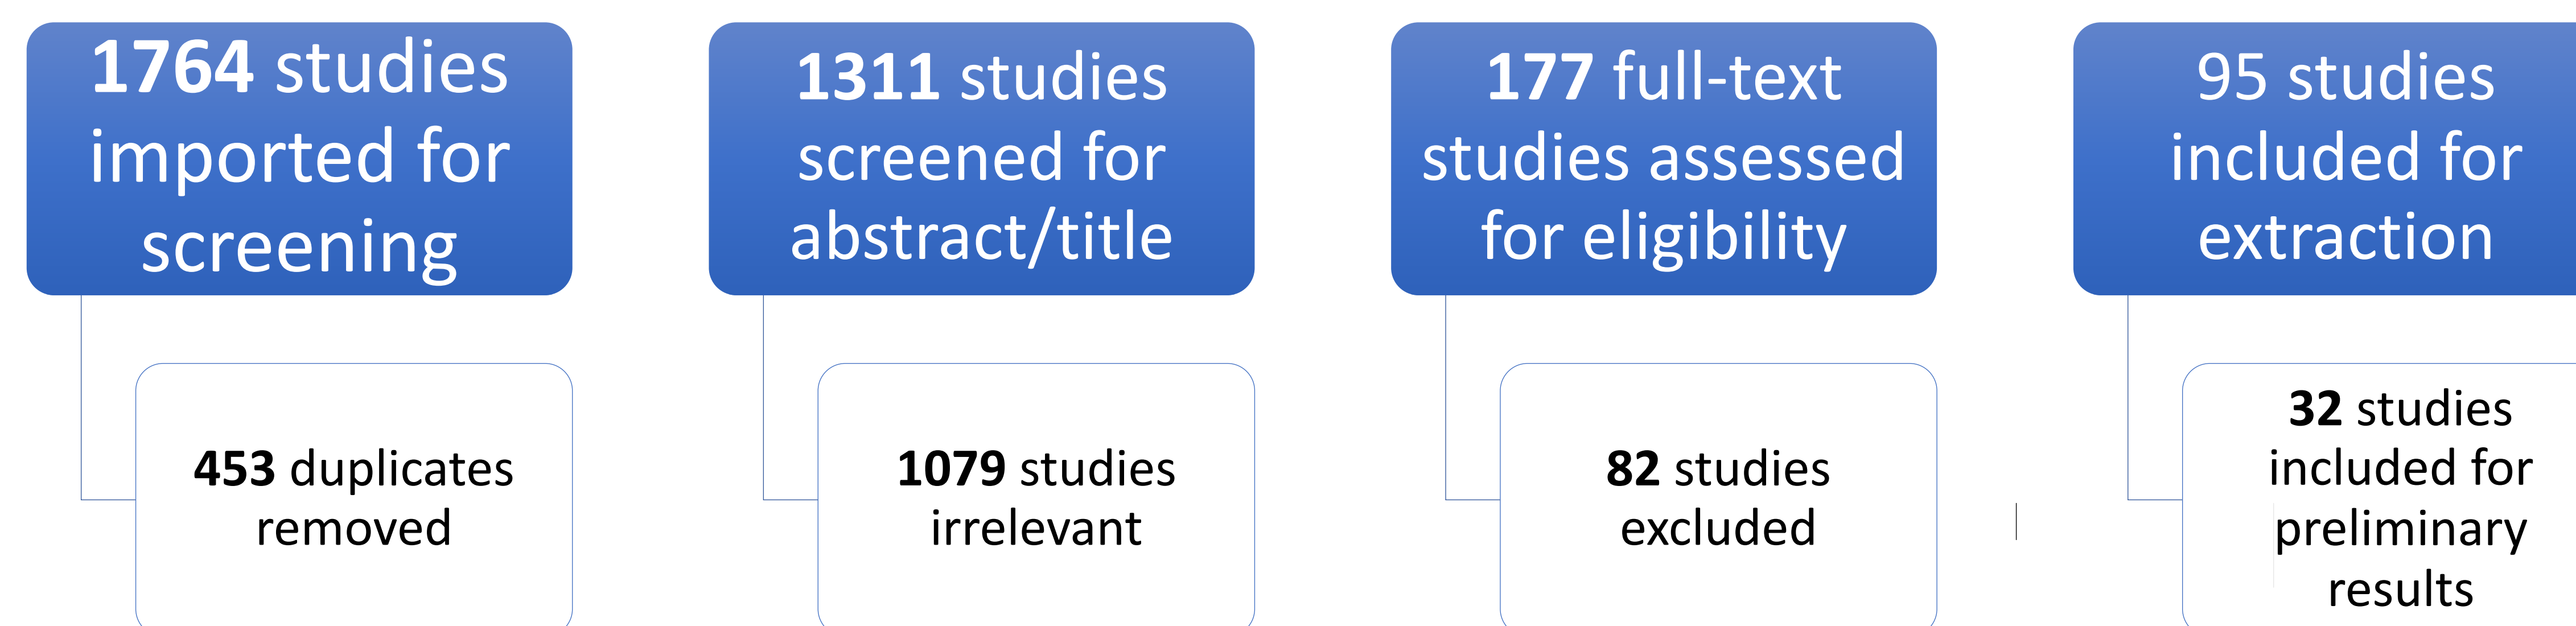 1764 studies
imported for
screening
453 duplicates
removed
1311 studies
screened for
abstract/title
1079 studies
irrelevant
177 full-text
studies assessed
for eligibility
82 studies
excluded
95 studies
included for
extraction
32 studies
included for
preliminary
results